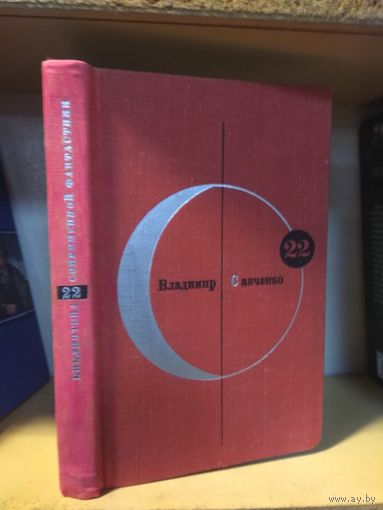 БИБЛИОТЕКА 22 СОВРЕМЕННОЙ ФАНТАСТИКИ
22
Владимир Савченко
www.ay.by